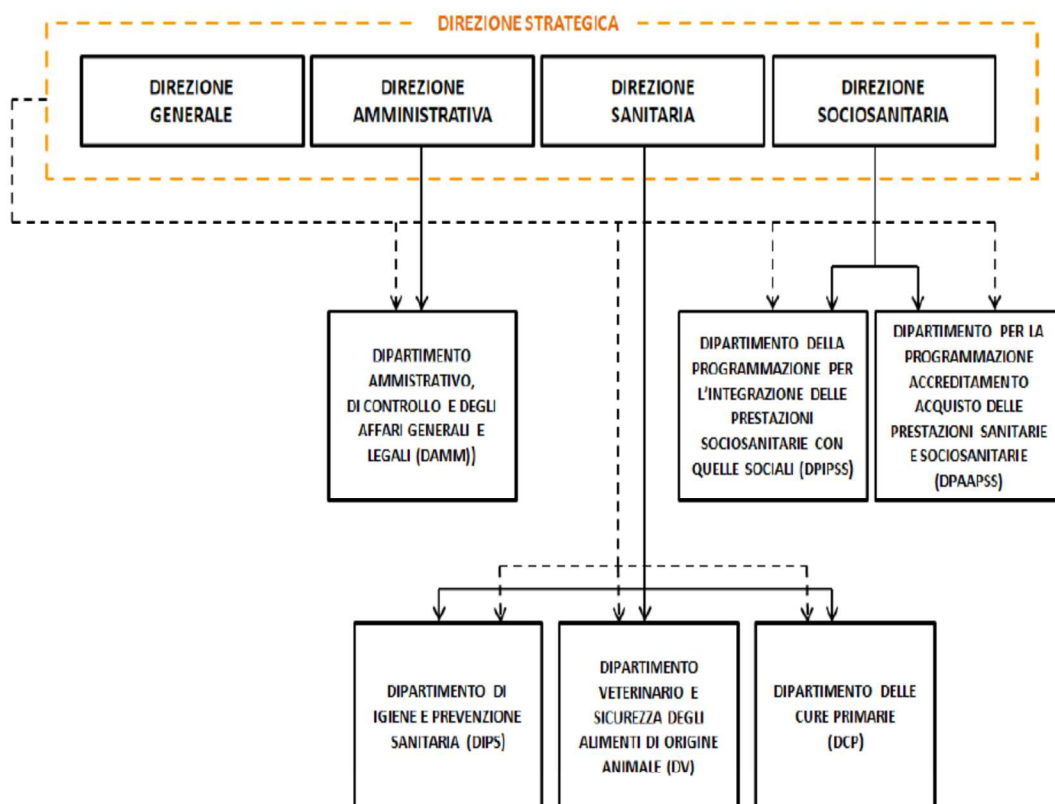 DIREZIONE STRATEGICA
DIREZIONE
GENERALE
DIREZIONE
AMMINISTRATIVA
DIREZIONE
SANITARIA
DIREZIONE
SOCIOSANITARIA
DIPARTIMENTO
AMMISTRATIVO,
DI CONTROLLO E DEGLI
AFFARI GENERALI E
LEGALI (DAMM))
DIPARTIMENTO DELLA
PROGRAMMAZIONE PER
L'INTEGRAZIONE DELLE
PRESTAZIONI
SOCIOSANITARIE CON
QUELLE SOCIALI (DPIPSS)
DIPARTIMENTO PER LA
PROGRAMMAZIONE
ACCREDITAMENTO
ACQUISTO DELLE
PRESTAZIONI SANITARIE
E SOCIOSANITARIE
(DPAAPSS)
DIPARTIMENTO DI
IGIENE E PREVENZIONE
SANITARIA (DIPS)
DIPARTIMENTO
VETERINARIO E
SICUREZZA DEGLI
ALIMENTI DI ORIGINE
ANIMALE (DV)
DIPARTIMENTO DELLE
CURE PRIMARIE
(DCP)